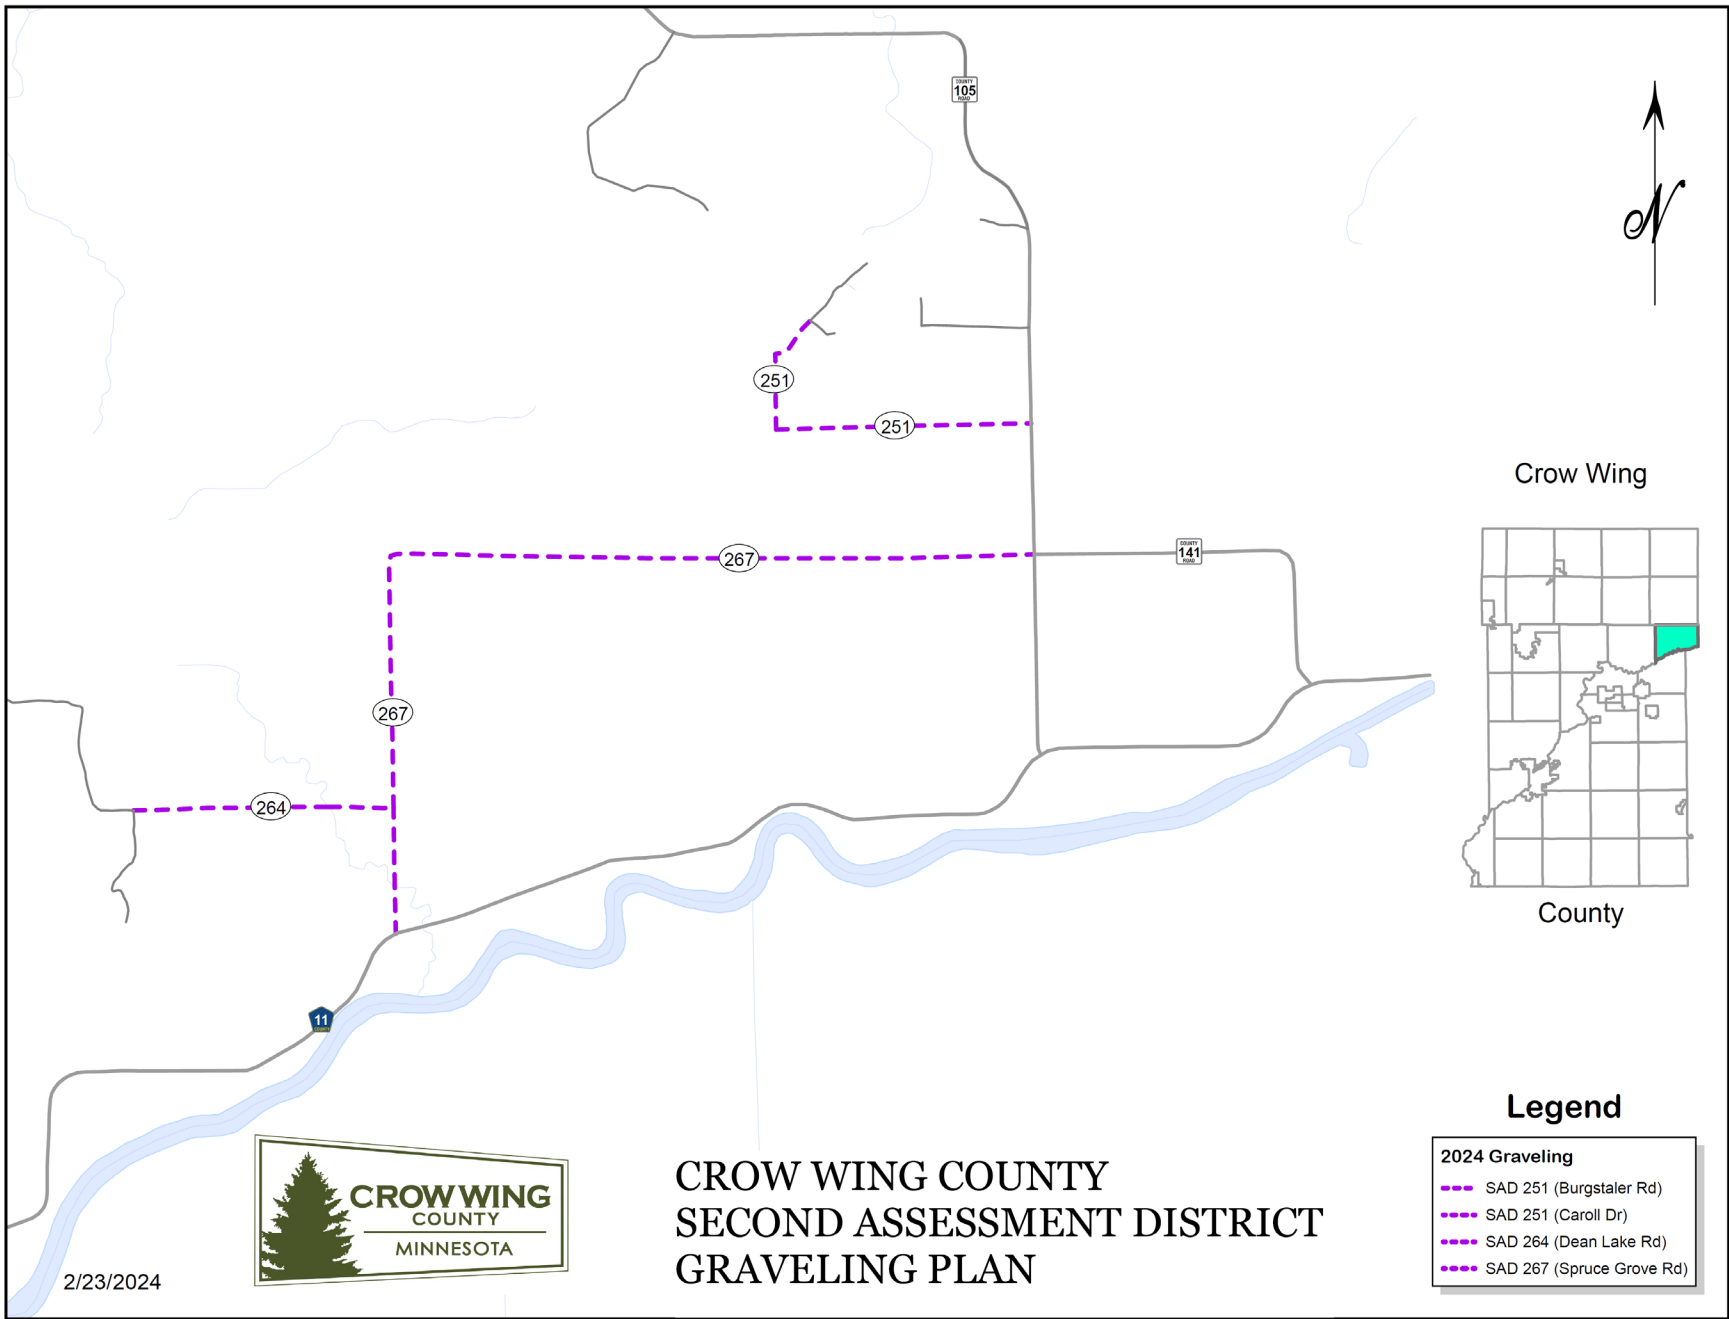 COUNTY
105
ROAD
N
251
251
267
COUNTY
141
ROAD
Crow Wing
267
264
County
11
Legend
2024 Graveling
SAD 251 (Burgstaler Rd)
SAD 251 (Caroll Dr)
SAD 264 (Dean Lake Rd)
SAD 267 (Spruce Grove Rd)
CROW WING
COUNTY
MINNESOTA
CROW WING COUNTY
SECOND ASSESSMENT DISTRICT
GRAVELING PLAN
2/23/2024